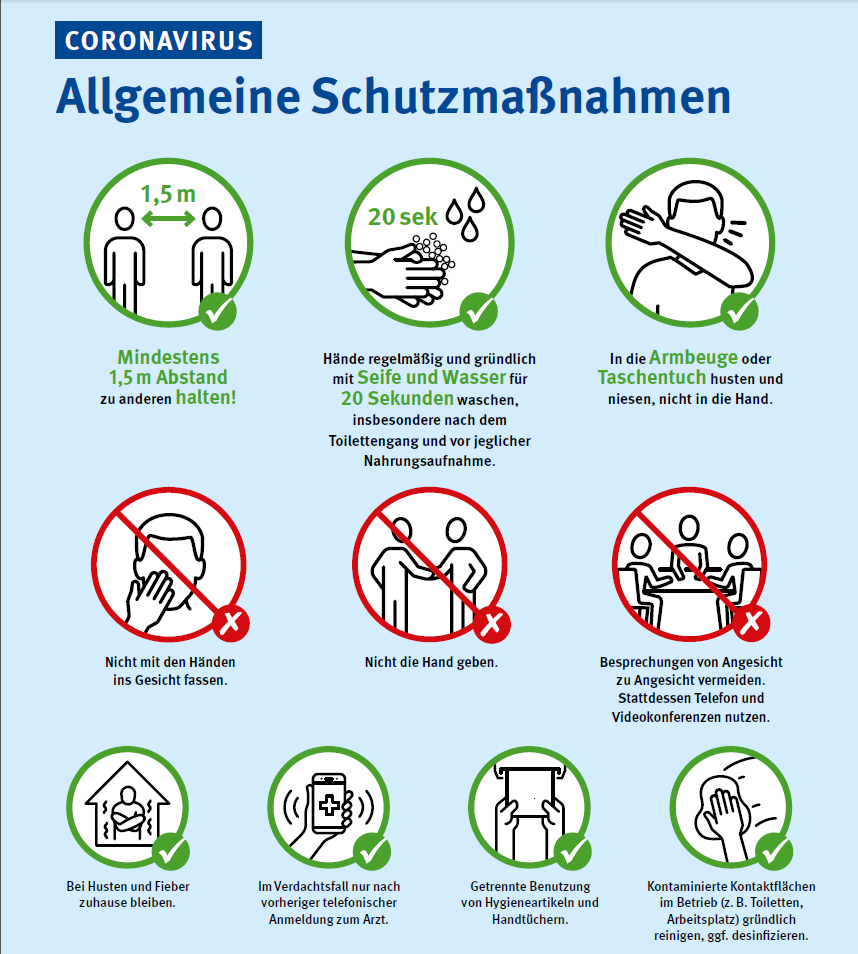 CORONAVIRUS
Allgemeine Schutzmaßnahmen
1,5 m
20 sek
Mindestens
1,5 m Abstand
zu anderen halten!
Hände regelmäßig und gründlich
mit Seife und Wasser für
20 Sekunden waschen,
insbesondere nach dem
Toilettengang und vor jeglicher
Nahrungsaufnahme.
In die Armbeuge oder
Taschentuch husten und
niesen, nicht in die Hand.
Nicht mit den Händen
ins Gesicht fassen.
Nicht die Hand geben.
Besprechungen von Angesicht
zu Angesicht vermeiden.
Stattdessen Telefon und
Videokonferenzen nutzen.
Bei Husten und Fieber
zuhause bleiben.
Im Verdachtsfall nur nach
vorheriger telefonischer
Anmeldung zum Arzt.
Getrennte Benutzung
von Hygieneartikeln und
Handtüchern.
Kontaminierte Kontaktflächen
im Betrieb (z. B. Toiletten,
Arbeitsplatz) gründlich
reinigen, ggf. desinfizieren.